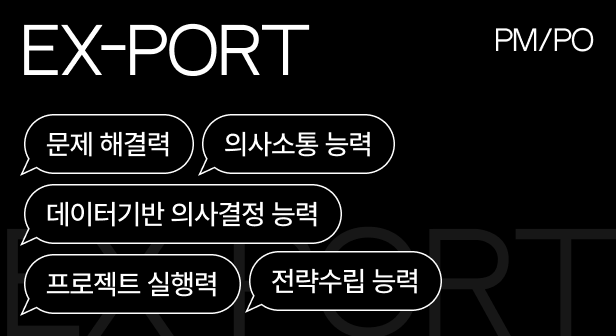 EX-PORT
PM/PO
문제 해결력
의사소통 능력
데이터기반 의사결정 능력
프로젝트 실행력
전략수립 능력
EX-PORT